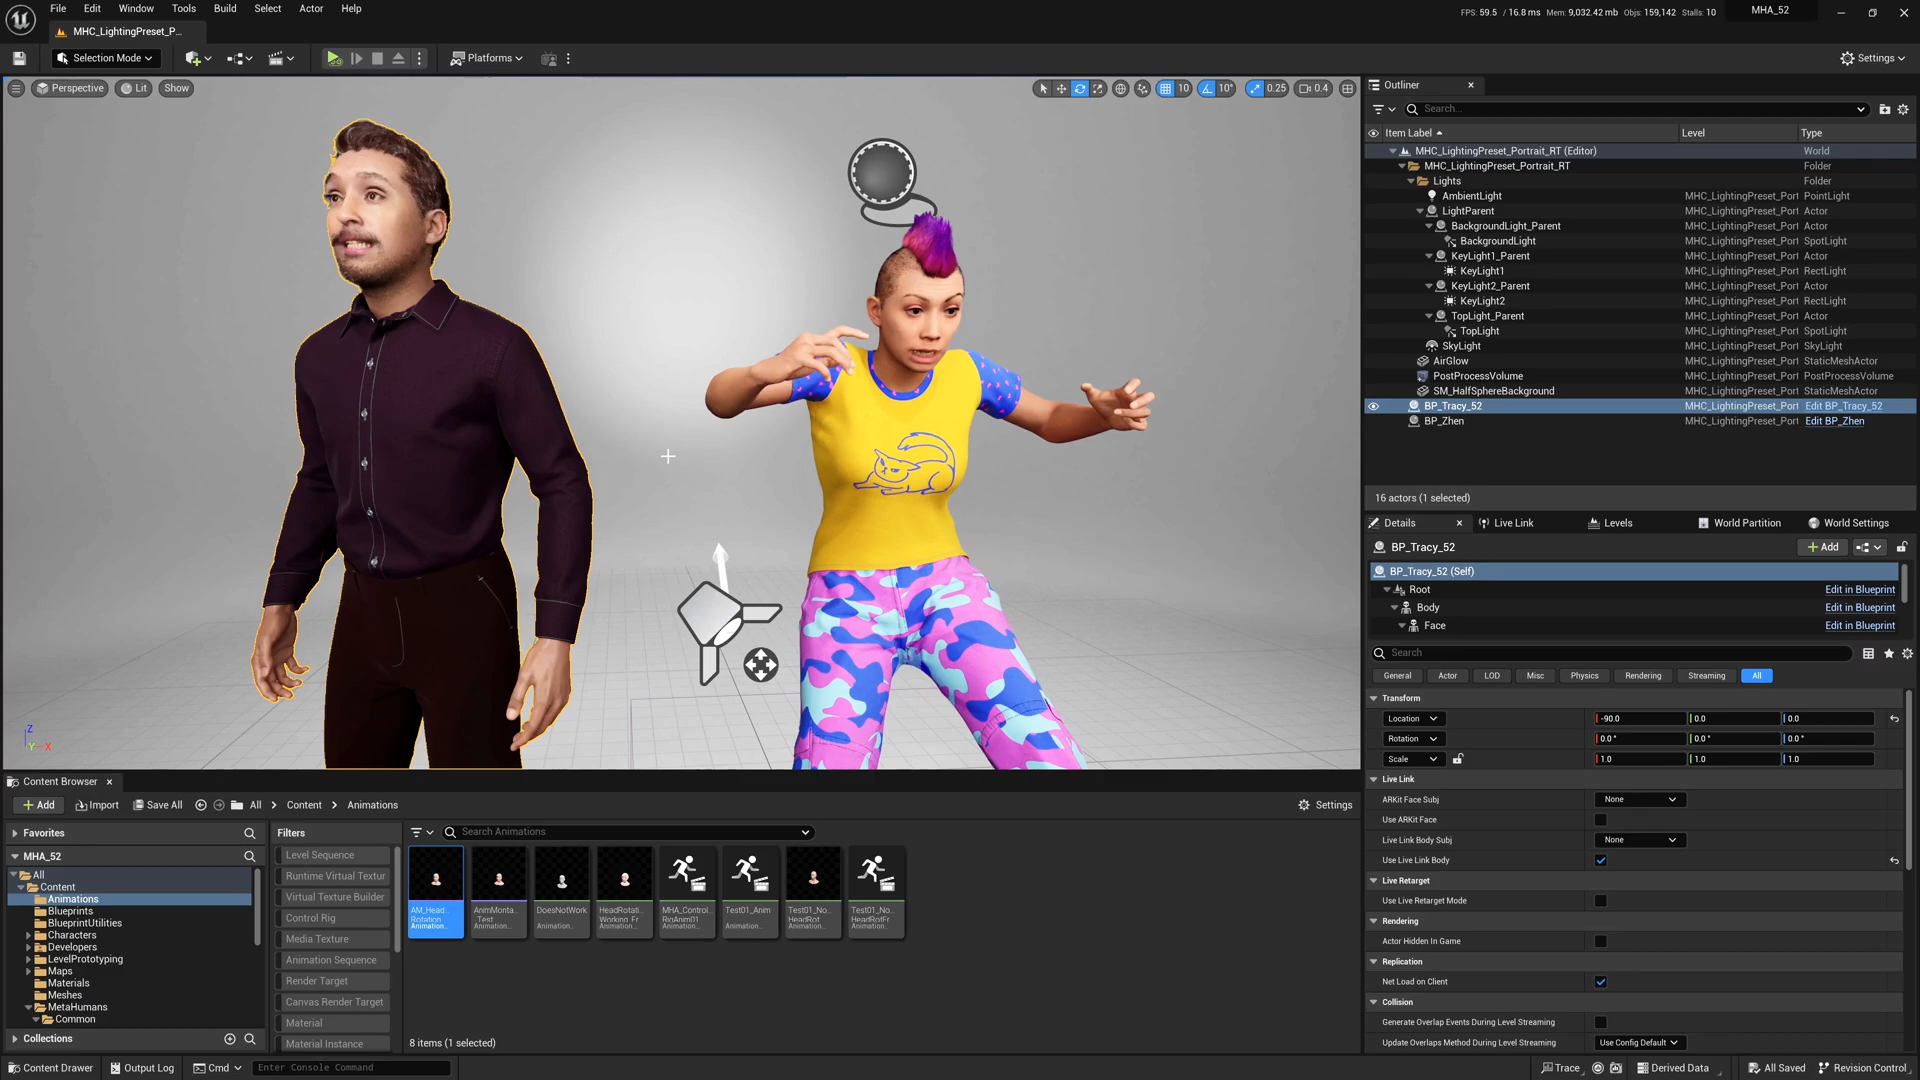 File Edit Window Tools Build Select Actor Help
FPS: 59.5 / 16.8 ms Mem: 9,032.42 mb Objs: 159,142 Stalls: 10 MHA_52
MHC_LightingPreset_P...
Selection Mode Platforms Settings
Perspective Lit Show 10 10° 0.25 0.4
Outliner
Search...
Item Label Level Type
MHC_LightingPreset_Portrait_RT (Editor) World
MHC_LightingPreset_Portrait_RT Folder
Lights Folder
AmbientLight MHC_LightingPreset_Port PointLight
LightParent MHC_LightingPreset_Port Actor
BackgroundLight_Parent MHC_LightingPreset_Port Actor
BackgroundLight MHC_LightingPreset_Port SpotLight
KeyLight1_Parent MHC_LightingPreset_Port Actor
KeyLight1 MHC_LightingPreset_Port RectLight
KeyLight2_Parent MHC_LightingPreset_Port Actor
KeyLight2 MHC_LightingPreset_Port RectLight
TopLight_Parent MHC_LightingPreset_Port Actor
TopLight MHC_LightingPreset_Port SpotLight
SkyLight MHC_LightingPreset_Port SkyLight
AirGlow MHC_LightingPreset_Port StaticMeshActor
PostProcessVolume MHC_LightingPreset_Port PostProcessVolume
SM_HalfSphereBackground MHC_LightingPreset_Port StaticMeshActor
BP_Tracy_52 MHC_LightingPreset_Port Edit BP_Tracy_52
BP_Zhen MHC_LightingPreset_Port Edit BP_Zhen
16 actors (1 selected)
Details Live Link Levels World Partition World Settings
BP_Tracy_52 Add
BP_Tracy_52 (Self)
Root Edit in Blueprint
Body Edit in Blueprint
Face Edit in Blueprint
Search
General Actor LOD Misc Physics Rendering Streaming All
Transform
Location -90.0 0.0 0.0
Rotation 0.0° 0.0° 0.0°
Scale 1.0 1.0 1.0
Live Link
ARKit Face Subj None
Use ARKit Face
Live Link Body Subj None
Use Live Link Body
Live Retarget
Use Live Retarget Mode
Rendering
Actor Hidden In Game
Replication
Net Load on Client
Collision
Generate Overlap Events During Level Streaming
Update Overlaps Method During Level Streaming Use Config Default
Z
Y X
Content Browser
Add Import Save All All Content Animations Settings
Favorites
MHA_52
All
Content
Animations
Blueprints
BlueprintUtilities
Characters
Developers
LevelPrototyping
Maps
Materials
Meshes
MetaHumans
Common
Collections
Filters
Level Sequence
Runtime Virtual Textur
Virtual Texture Builder
Control Rig
Media Texture
Animation Sequence
Render Target
Canvas Render Target
Material
Material Instance
Search Animations
AM_Head..
Rotation
Animation..
AnimMonta..
_Test
Animation..
DoesNotWork
Animation..
HeadRotati..
Working_Fr
Animation..
MHA_Control
RigAnim01
Test01_Anim
Test01_No..
HeadRot
Animation..
Test01_No..
HeadRotFr
8 items (1 selected)
Content Drawer Output Log Cmd Enter Console Command Trace Derived Data All Saved Revision Control